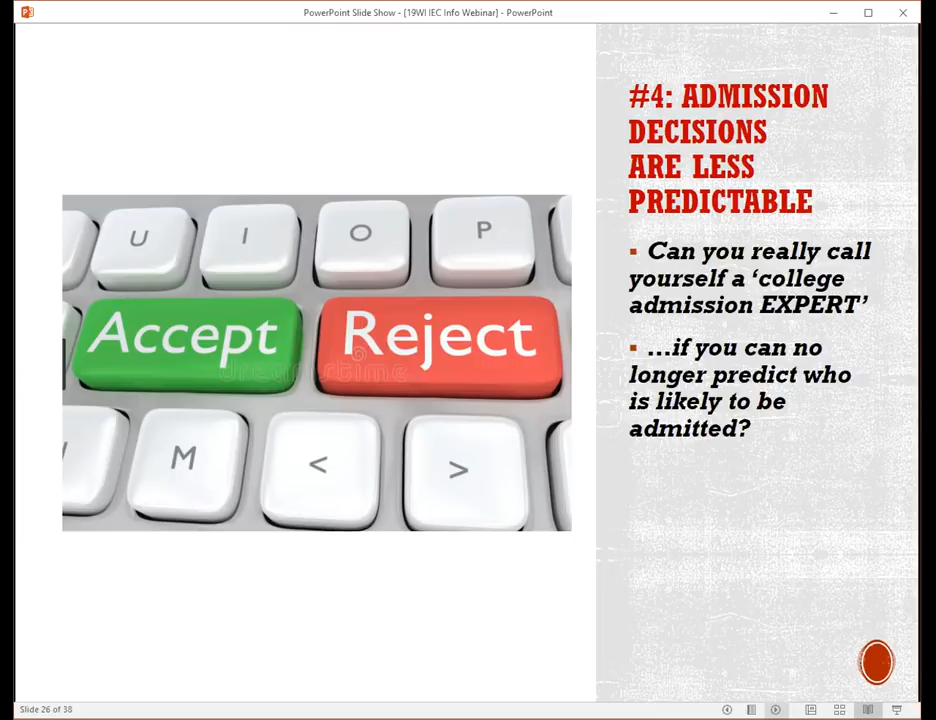 PowerPoint Slide Show - [19WI IEC Info Webinar] - PowerPoint
#4: ADMISSION
DECISIONS
ARE LESS
PREDICTABLE
▪ Can you really call
yourself a ‘college
admission EXPERT’
▪ ...if you can no
longer predict who
is likely to be
admitted?
U I O P
Accept Reject
dreamstime
M < >
Slide 26 of 38